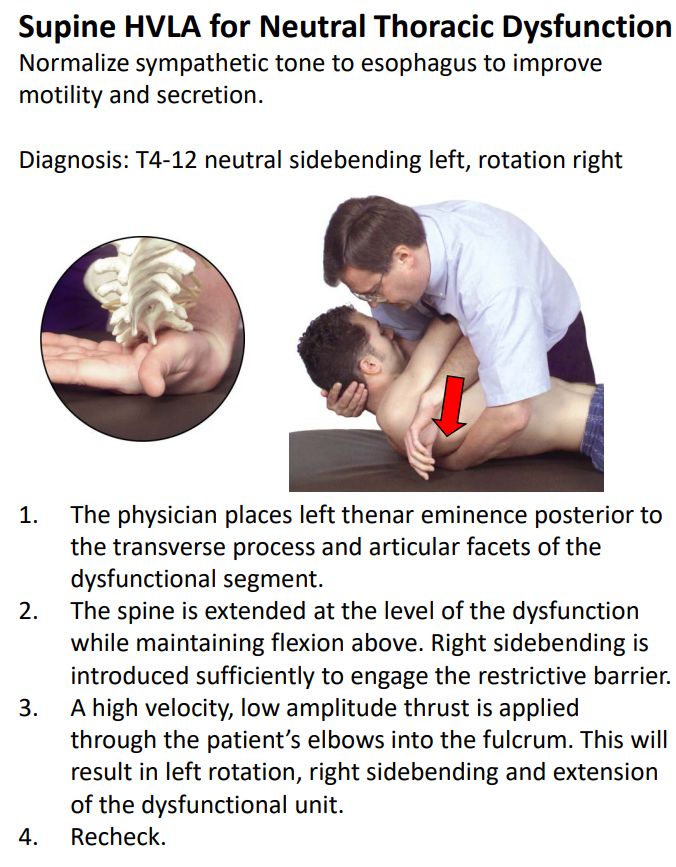 Supine HVLA for Neutral Thoracic Dysfunction
Normalize sympathetic tone to esophagus to improve
motility and secretion.
Diagnosis: T4-12 neutral sidebending left, rotation right
1. The physician places left thenar eminence posterior to
the transverse process and articular facets of the
dysfunctional segment.
2. The spine is extended at the level of the dysfunction
while maintaining flexion above. Right sidebending is
introduced sufficiently to engage the restrictive barrier.
3. A high velocity, low amplitude thrust is applied
through the patient’s elbows into the fulcrum. This will
result in left rotation, right sidebending and extension
of the dysfunctional unit.
4. Recheck.